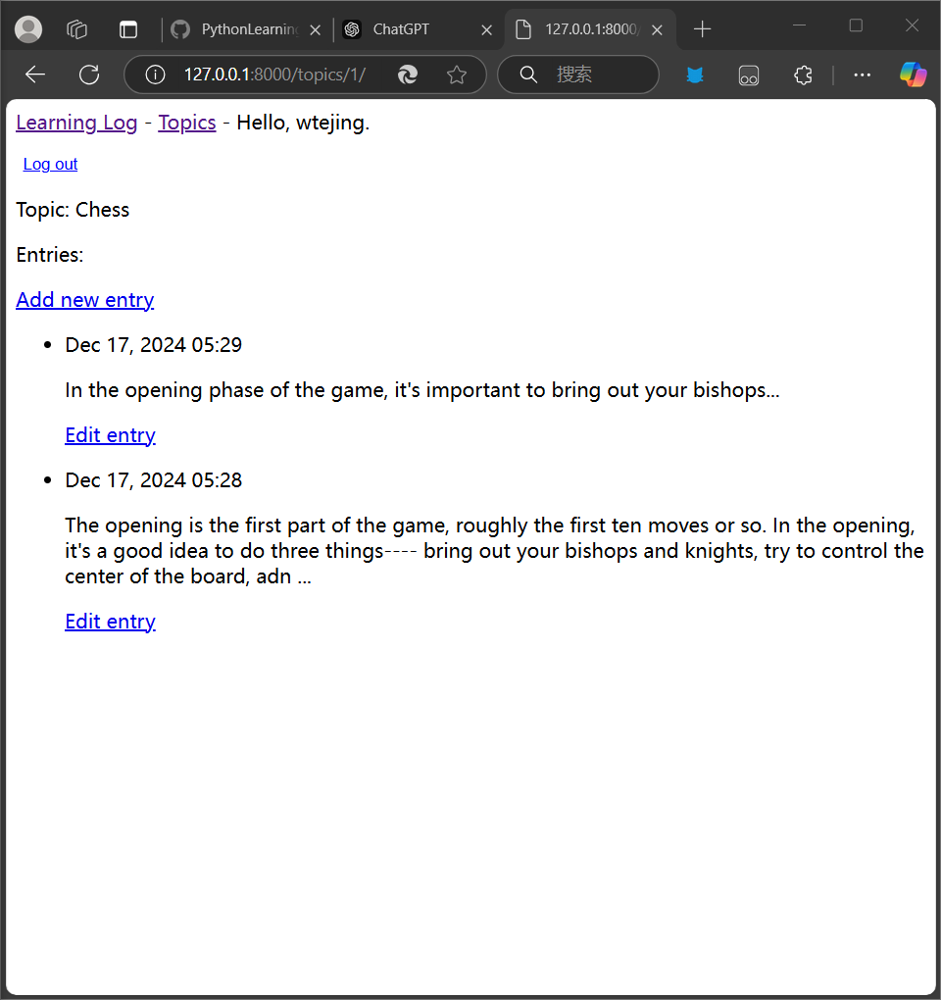 PythonLearning
ChatGPT
127.0.0.1:8000/
127.0.0.1:8000/topics/1/
搜索
Learning Log - Topics - Hello, wtejing.
Log out
Topic: Chess
Entries:
Add new entry
Dec 17, 2024 05:29
In the opening phase of the game, it's important to bring out your bishops...
Edit entry
Dec 17, 2024 05:28
The opening is the first part of the game, roughly the first ten moves or so. In the opening,
it's a good idea to do three things---- bring out your bishops and knights, try to control the
center of the board, adn ...
Edit entry